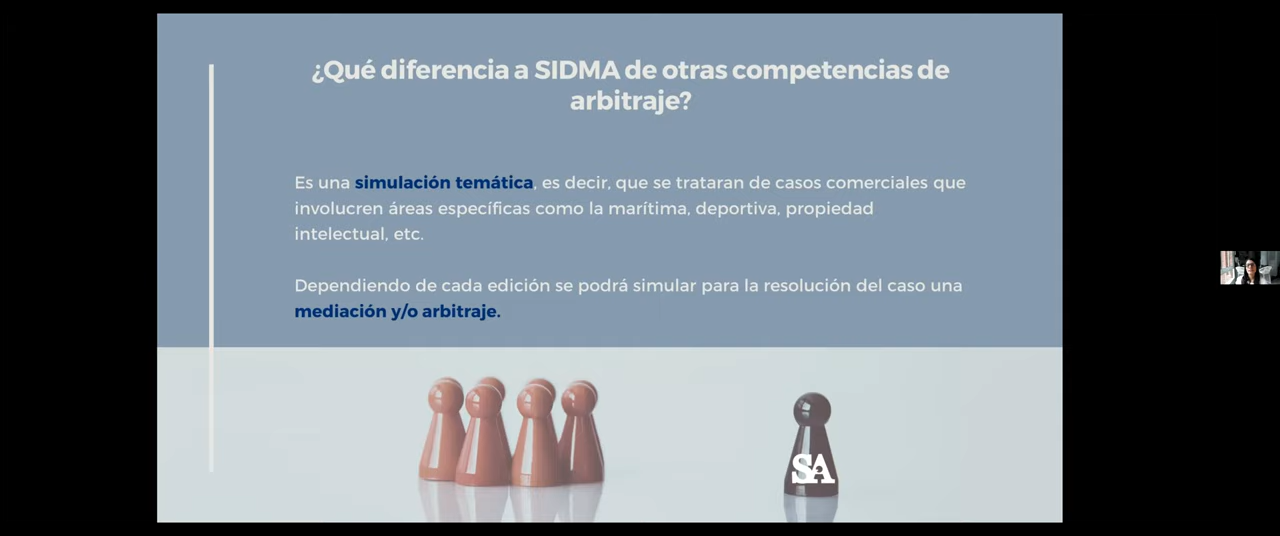 ¿Qué diferencia a SIDMA de otras competencias de
arbitraje?
Es una simulación temática, es decir, que se trataran de casos comerciales que
involucren áreas específicas como la marítima, deportiva, propiedad
intelectual, etc.
Dependiendo de cada edición se podrá simular para la resolución del caso una
mediación y/o arbitraje.
SA